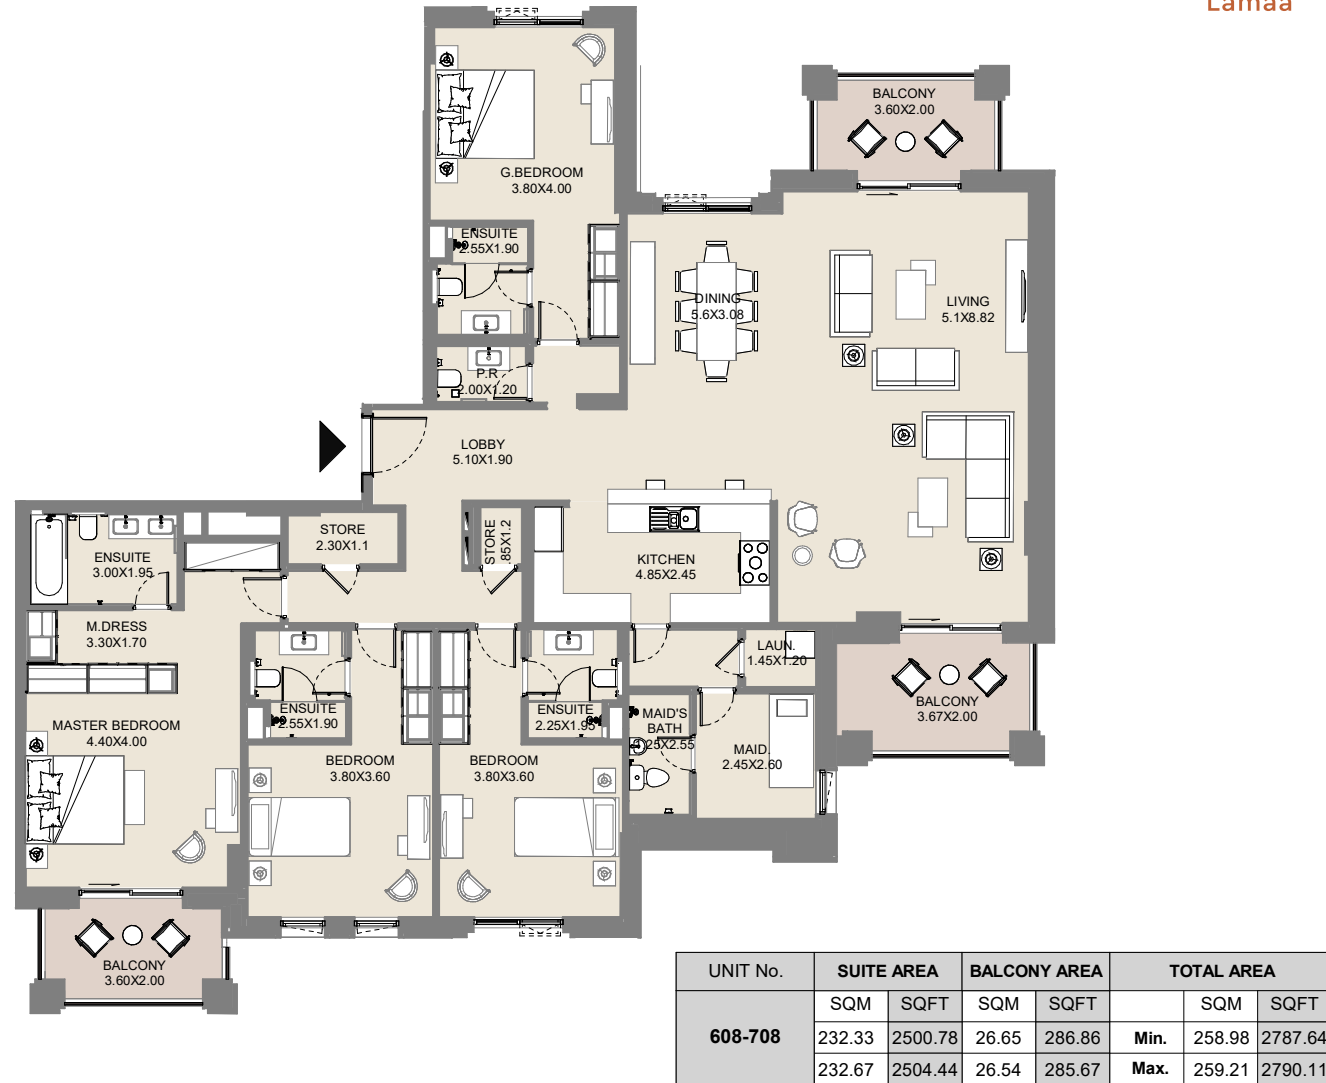 Lamaa
BALCONY
3.60X2.00
G.BEDROOM
3.80X4.00
ENSUITE
2.55X1.90
DINING
5.6X3.08
LIVING
5.1X8.82
P.R
2.00X1.20
LOBBY
5.10X1.90
STORE
2.30X1.1
STORE
.85X1.2
ENSUITE
3.00X1.95
KITCHEN
4.85X2.45
M.DRESS
3.30X1.70
LAUN.
1.45X1.20
MASTER BEDROOM
4.40X4.00
ENSUITE
2.55X1.90
ENSUITE
2.25X1.95
MAID'S
BATH
.25X2.55
BALCONY
3.67X2.00
BEDROOM
3.80X3.60
BEDROOM
3.80X3.60
MAID.
2.45X2.60
BALCONY
3.60X2.00
UNIT No. SUITE AREA BALCONY AREA TOTAL AREA
SQM SQFT SQM SQFT SQM SQFT
608-708
232.33 2500.78 26.65 286.86 Min. 258.98 2787.64
232.67 2504.44 26.54 285.67 Max. 259.21 2790.11